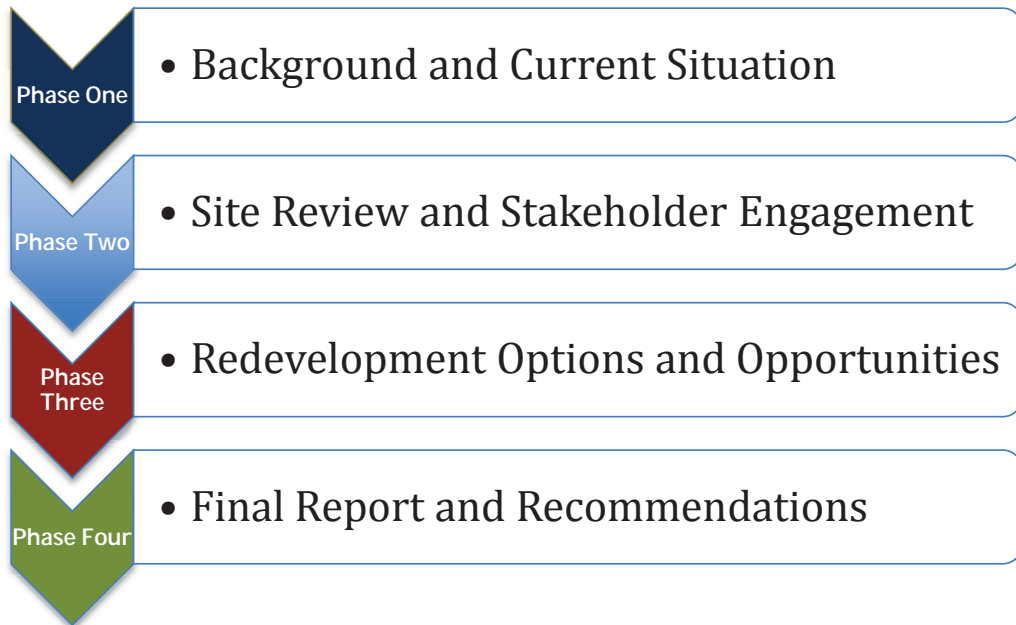 Phase One
• Background and Current Situation
Phase Two
• Site Review and Stakeholder Engagement
Phase
Three
• Redevelopment Options and Opportunities
Phase Four
• Final Report and Recommendations